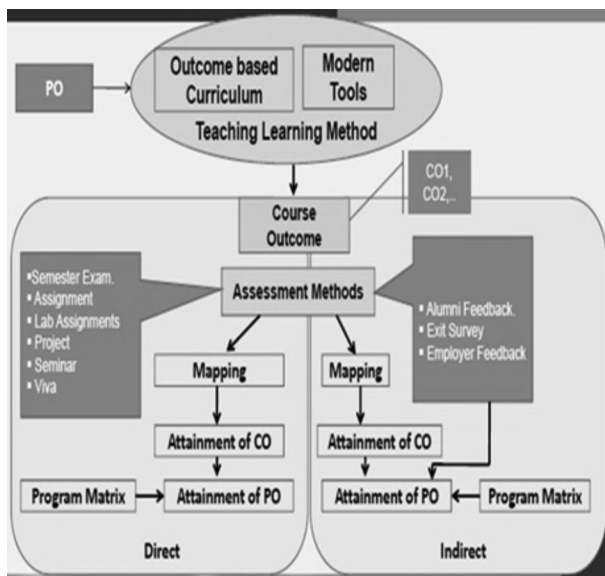 PO
Outcome based
Curriculum
Modern
Tools
Teaching Learning Method
CO1,
CO2,..
Course
Outcome
▪Semester Exam.
▪ Assignment
▪ Lab Assignments
▪ Project
▪ Seminar
▪ Viva
Assessment Methods
▪ Alumni Feedback.
▪ Exit Survey
▪ Employer Feedback
Mapping
Mapping
Attainment of CO
Attainment of CO
Program Matrix
Attainment of PO
Attainment of PO
Program Matrix
Direct
Indirect